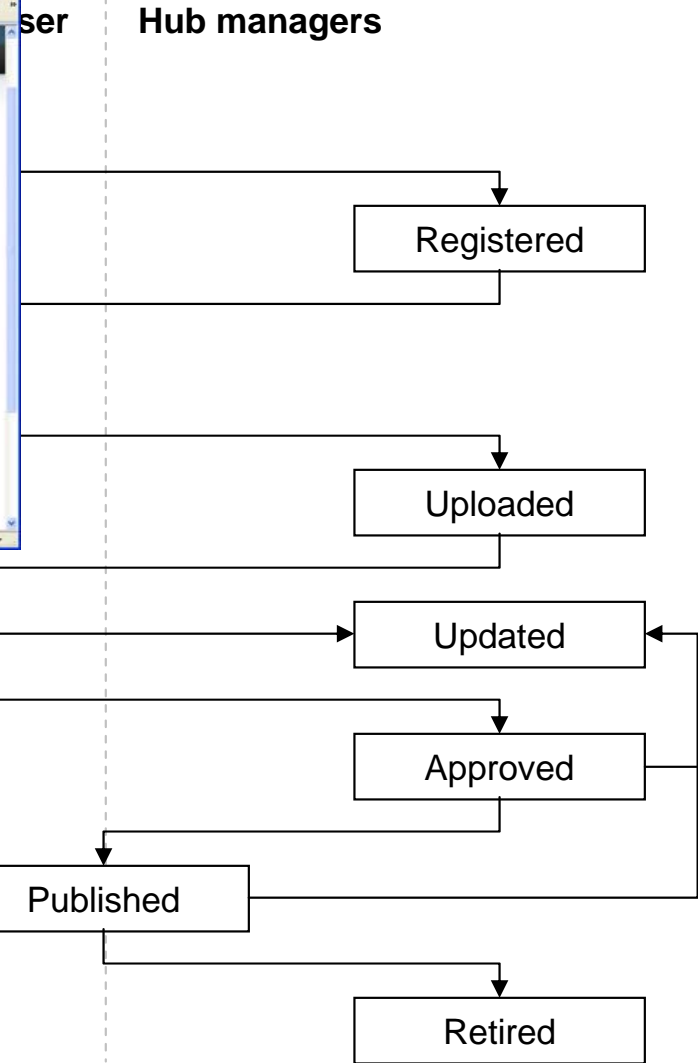 ser Hub managers
Registered
Uploaded
Updated
Approved
Published
Retired